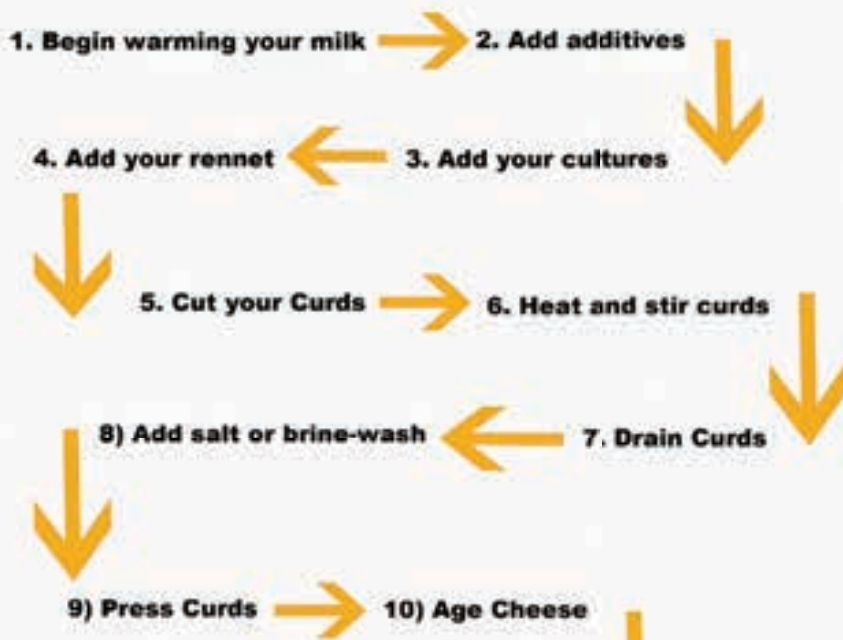 1. Begin warming your milk
2. Add additives
3. Add your cultures
4. Add your rennet
5. Cut your Curds
6. Heat and stir curds
7. Drain Curds
8) Add salt or brine-wash
9) Press Curds
10) Age Cheese